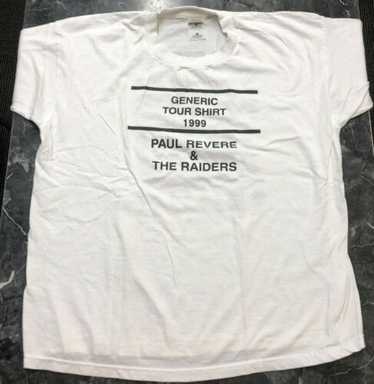 GENERIC
TOUR SHIRT
1999
PAUL REVERE
&
THE RAIDERS